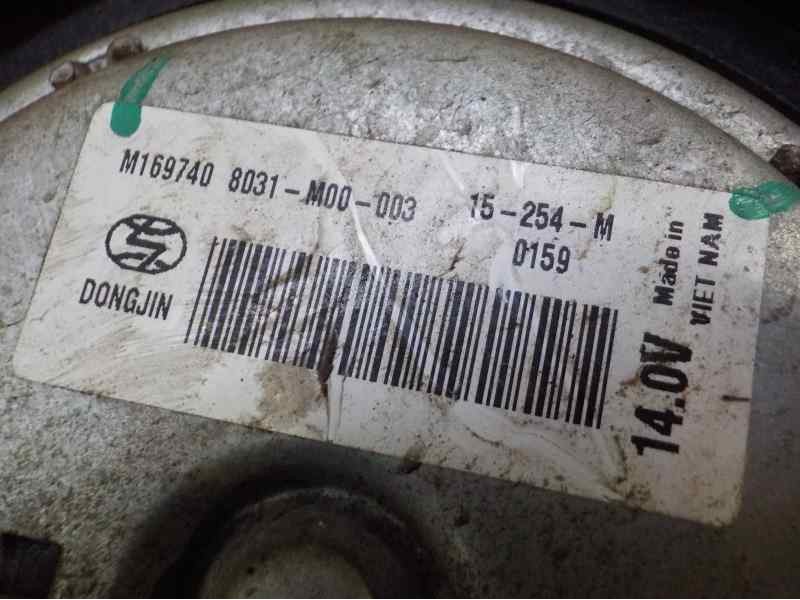 M169740 8031-M00-003 15-254-M
0159
DONGJIN
14.0V
Made in
VIET NAM